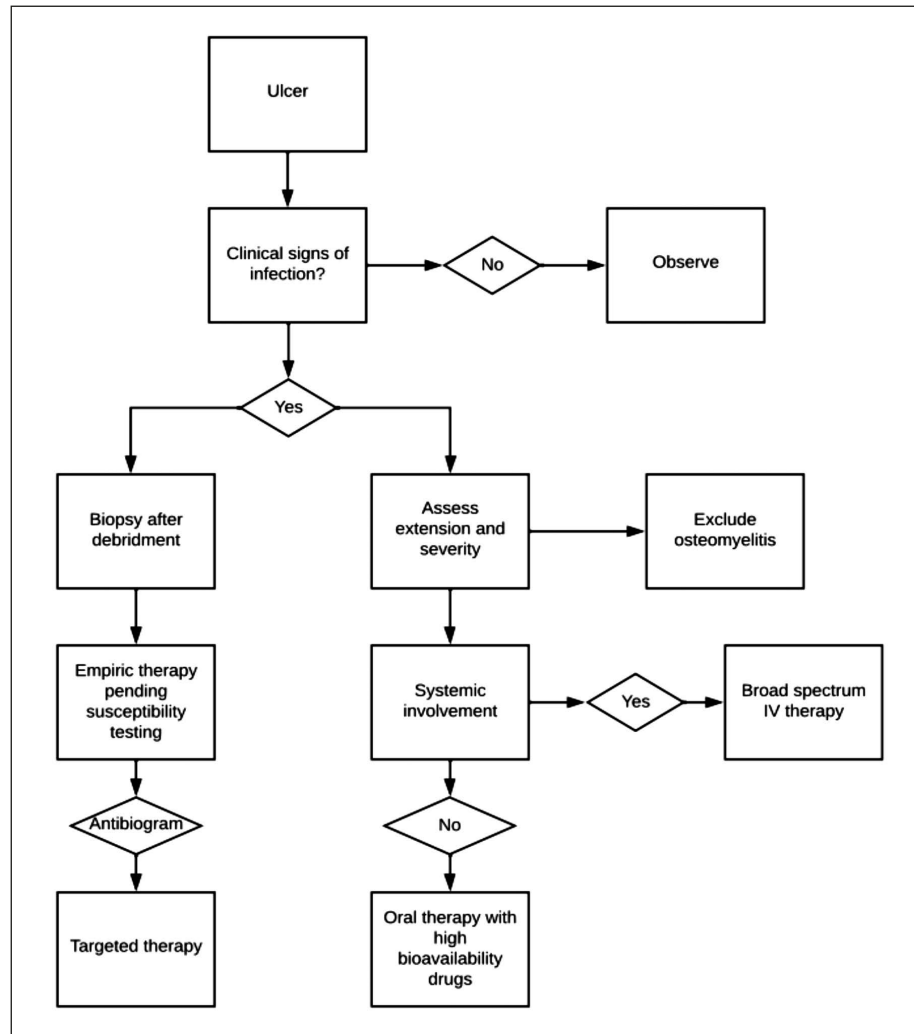 Ulcer
Clinical signs of
infection?
No
Observe
Yes
Biopsy after
debridment
Assess
extension and
severity
Exclude
osteomyelitis
Empiric therapy
pending
susceptibility
testing
Systemic
involvement
Yes
Broad spectrum
IV therapy
Antibiogram
No
Targeted therapy
Oral therapy with
high
bioavailability
drugs